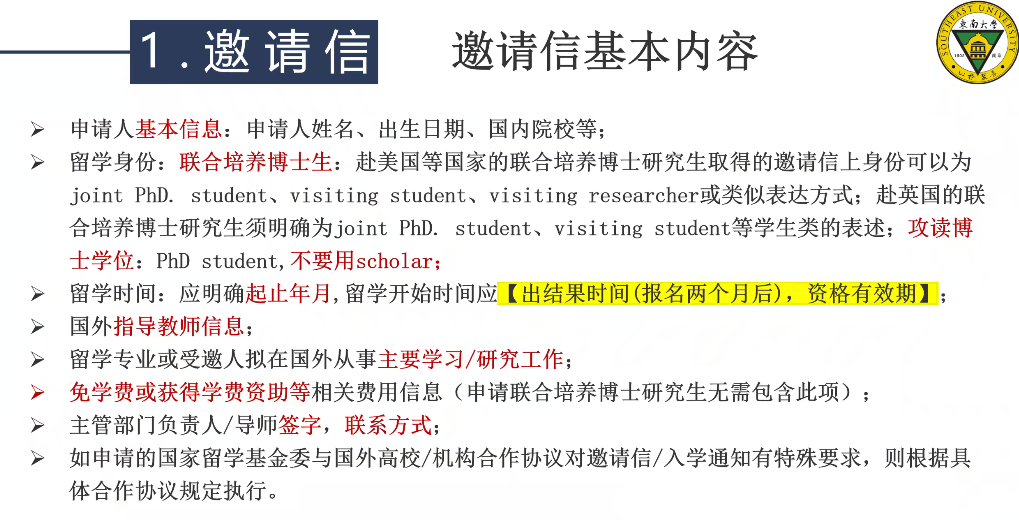 1.邀请信
邀请信基本内容
SOUTHEAST UNIVERSITY
東南大學
1902
南京
➢ 申请人基本信息：申请人姓名、出生日期、国内院校等；
➢ 留学身份：联合培养博士生：赴美国等国家的联合培养博士研究生取得的邀请信上身份可以为
joint PhD. student、visiting student、visiting researcher或类似表达方式；赴英国的联
合培养博士研究生须明确为joint PhD. student、visiting student等学生类的表述；攻读博
士学位：PhD student,不要用scholar；
➢ 留学时间：应明确起止年月,留学开始时间应【出结果时间(报名两个月后)，资格有效期】；
➢ 国外指导教师信息；
➢ 留学专业或受邀人拟在国外从事主要学习/研究工作；
➢ 免学费或获得学费资助等相关费用信息（申请联合培养博士研究生无需包含此项）；
➢ 主管部门负责人/导师签字，联系方式；
➢ 如申请的国家留学基金委与国外高校/机构合作协议对邀请信/入学通知有特殊要求，则根据具
体合作协议规定执行。